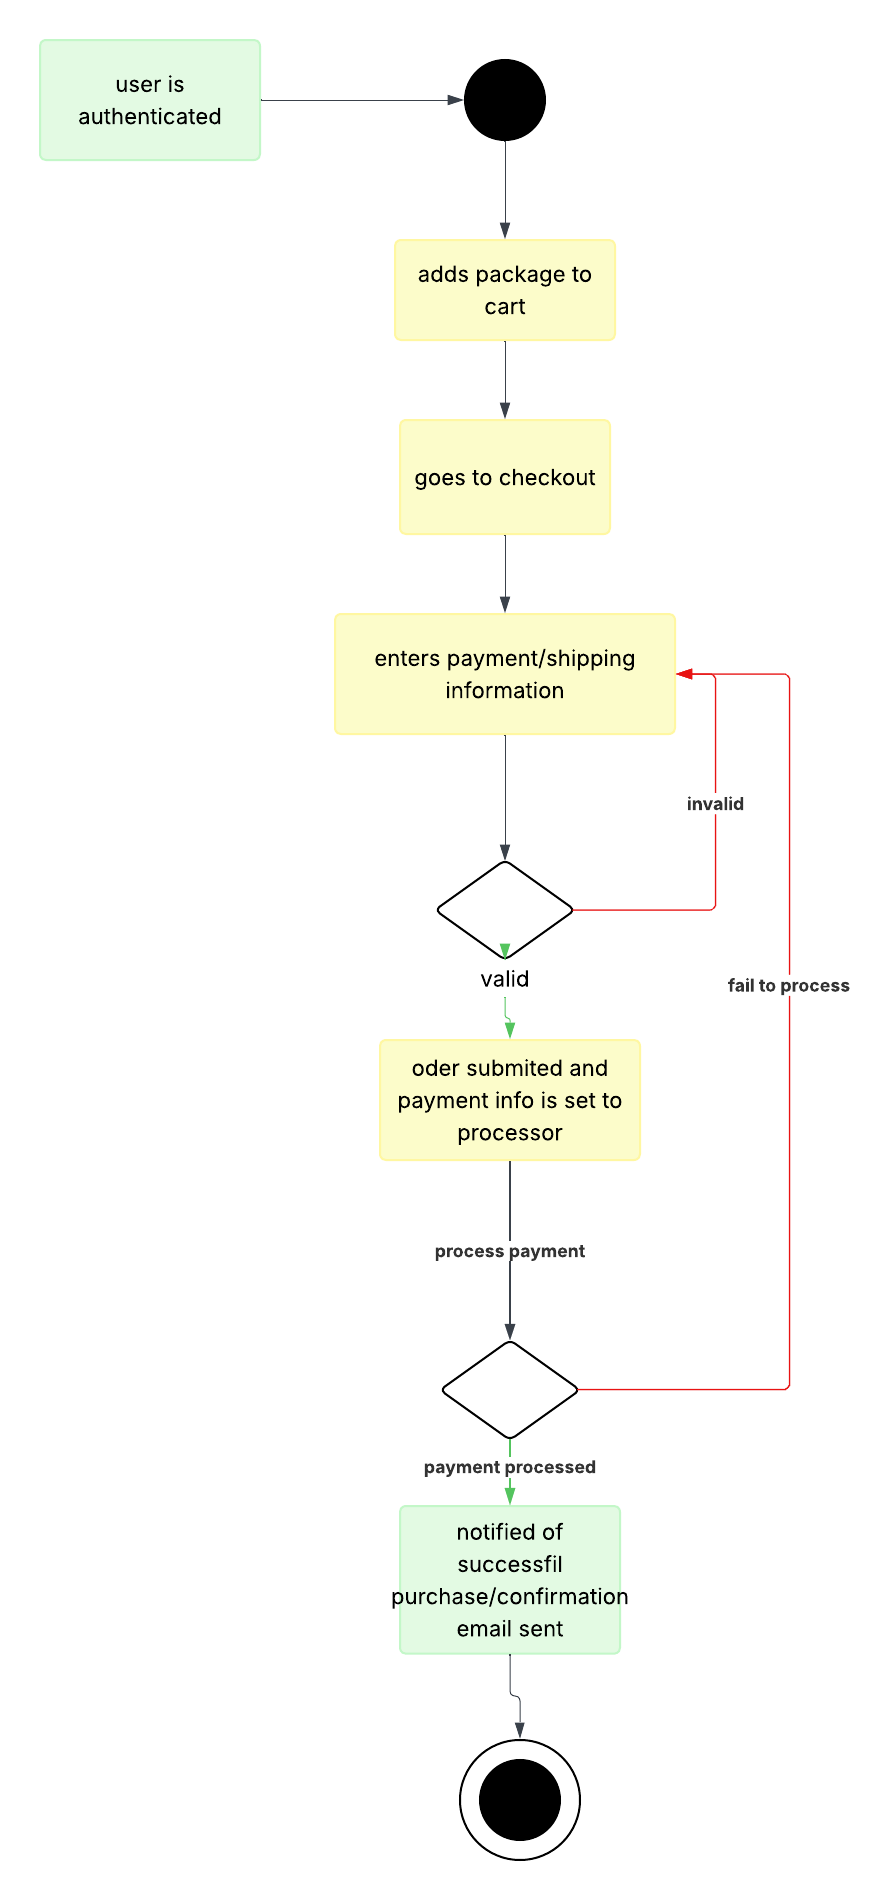 user is
authenticated
adds package to
cart
goes to checkout
enters payment/shipping
information
invalid
valid
fail to process
oder submited and
payment info is set to
processor
process payment
payment processed
notified of
successfil
purchase/confirmation
email sent